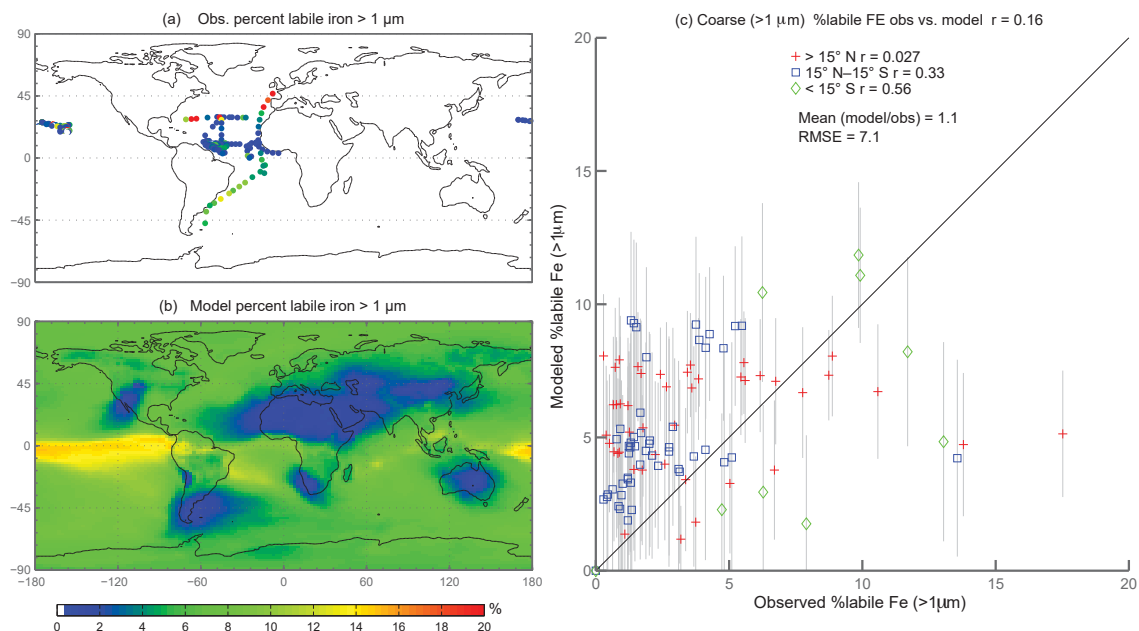 (a) Obs. percent labile iron > 1 µm
90
45
0
−45
−90
(b) Model percent labile iron > 1 µm
90
45
0
−45
−90
−180 −120 −60 0 60 120 180
%
0 2 4 6 8 10 12 14 16 18 20
(c) Coarse (>1 µm) %labile FE obs vs. model r = 0.16
> 15° N r = 0.027
15° N–15° S r = 0.33
< 15° S r = 0.56
Mean (model/obs) = 1.1
RMSE = 7.1
Modeled %labile Fe (>1µm)
20
15
10
5
0
0 5 10 15 20
Observed %labile Fe (>1µm)